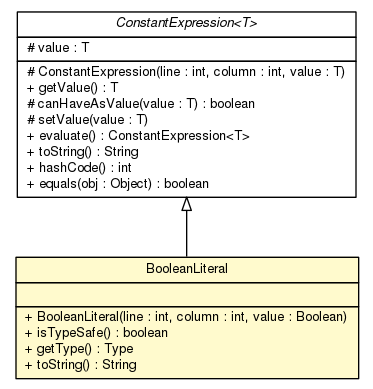 ConstantExpression<T>
# value : T
# ConstantExpression(line : int, column : int, value : T)
+ getValue() : T
# canHaveAsValue(value : T) : boolean
# setValue(value : T)
+ evaluate() : ConstantExpression<T>
+ toString() : String
+ hashCode() : int
+ equals(obj : Object) : boolean
BooleanLiteral
+ BooleanLiteral(line : int, column : int, value : Boolean)
+ isTypeSafe() : boolean
+ getType() : Type
+ toString() : String